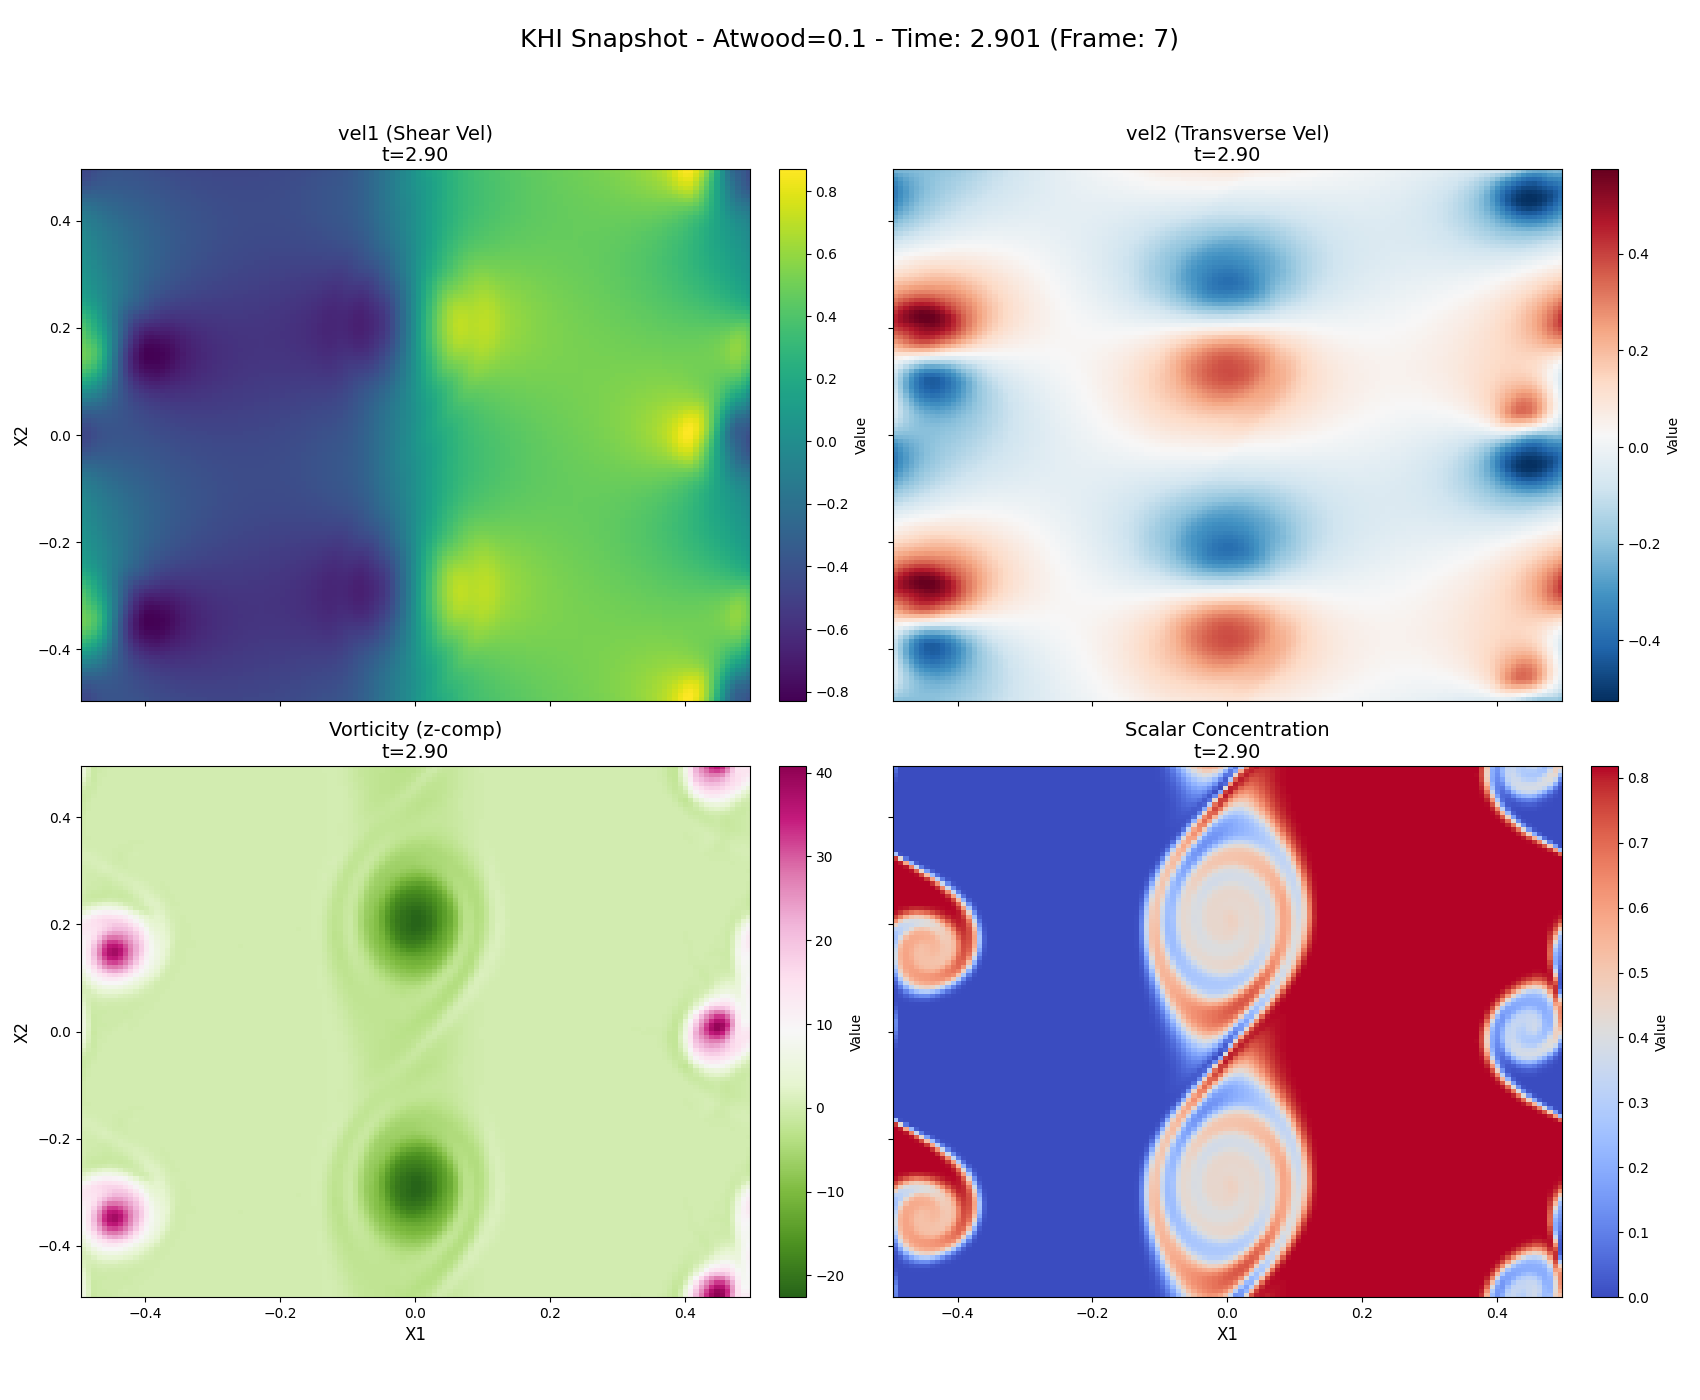 KHI Snapshot - Atwood=0.1 - Time: 2.901 (Frame: 7)
vel1 (Shear Vel)
t=2.90
X2
0.4
0.2
0.0
−0.2
−0.4
0.8
0.6
0.4
0.2
0.0
−0.2
−0.4
−0.6
−0.8
Value
vel2 (Transverse Vel)
t=2.90
0.4
0.2
0.0
−0.2
−0.4
Value
Vorticity (z-comp)
t=2.90
X2
0.4
0.2
0.0
−0.2
−0.4
−0.4
−0.2
0.0
0.2
0.4
X1
40
30
20
10
0
−10
−20
Value
Scalar Concentration
t=2.90
−0.4
−0.2
0.0
0.2
0.4
X1
0.8
0.7
0.6
0.5
0.4
0.3
0.2
0.1
0.0
Value